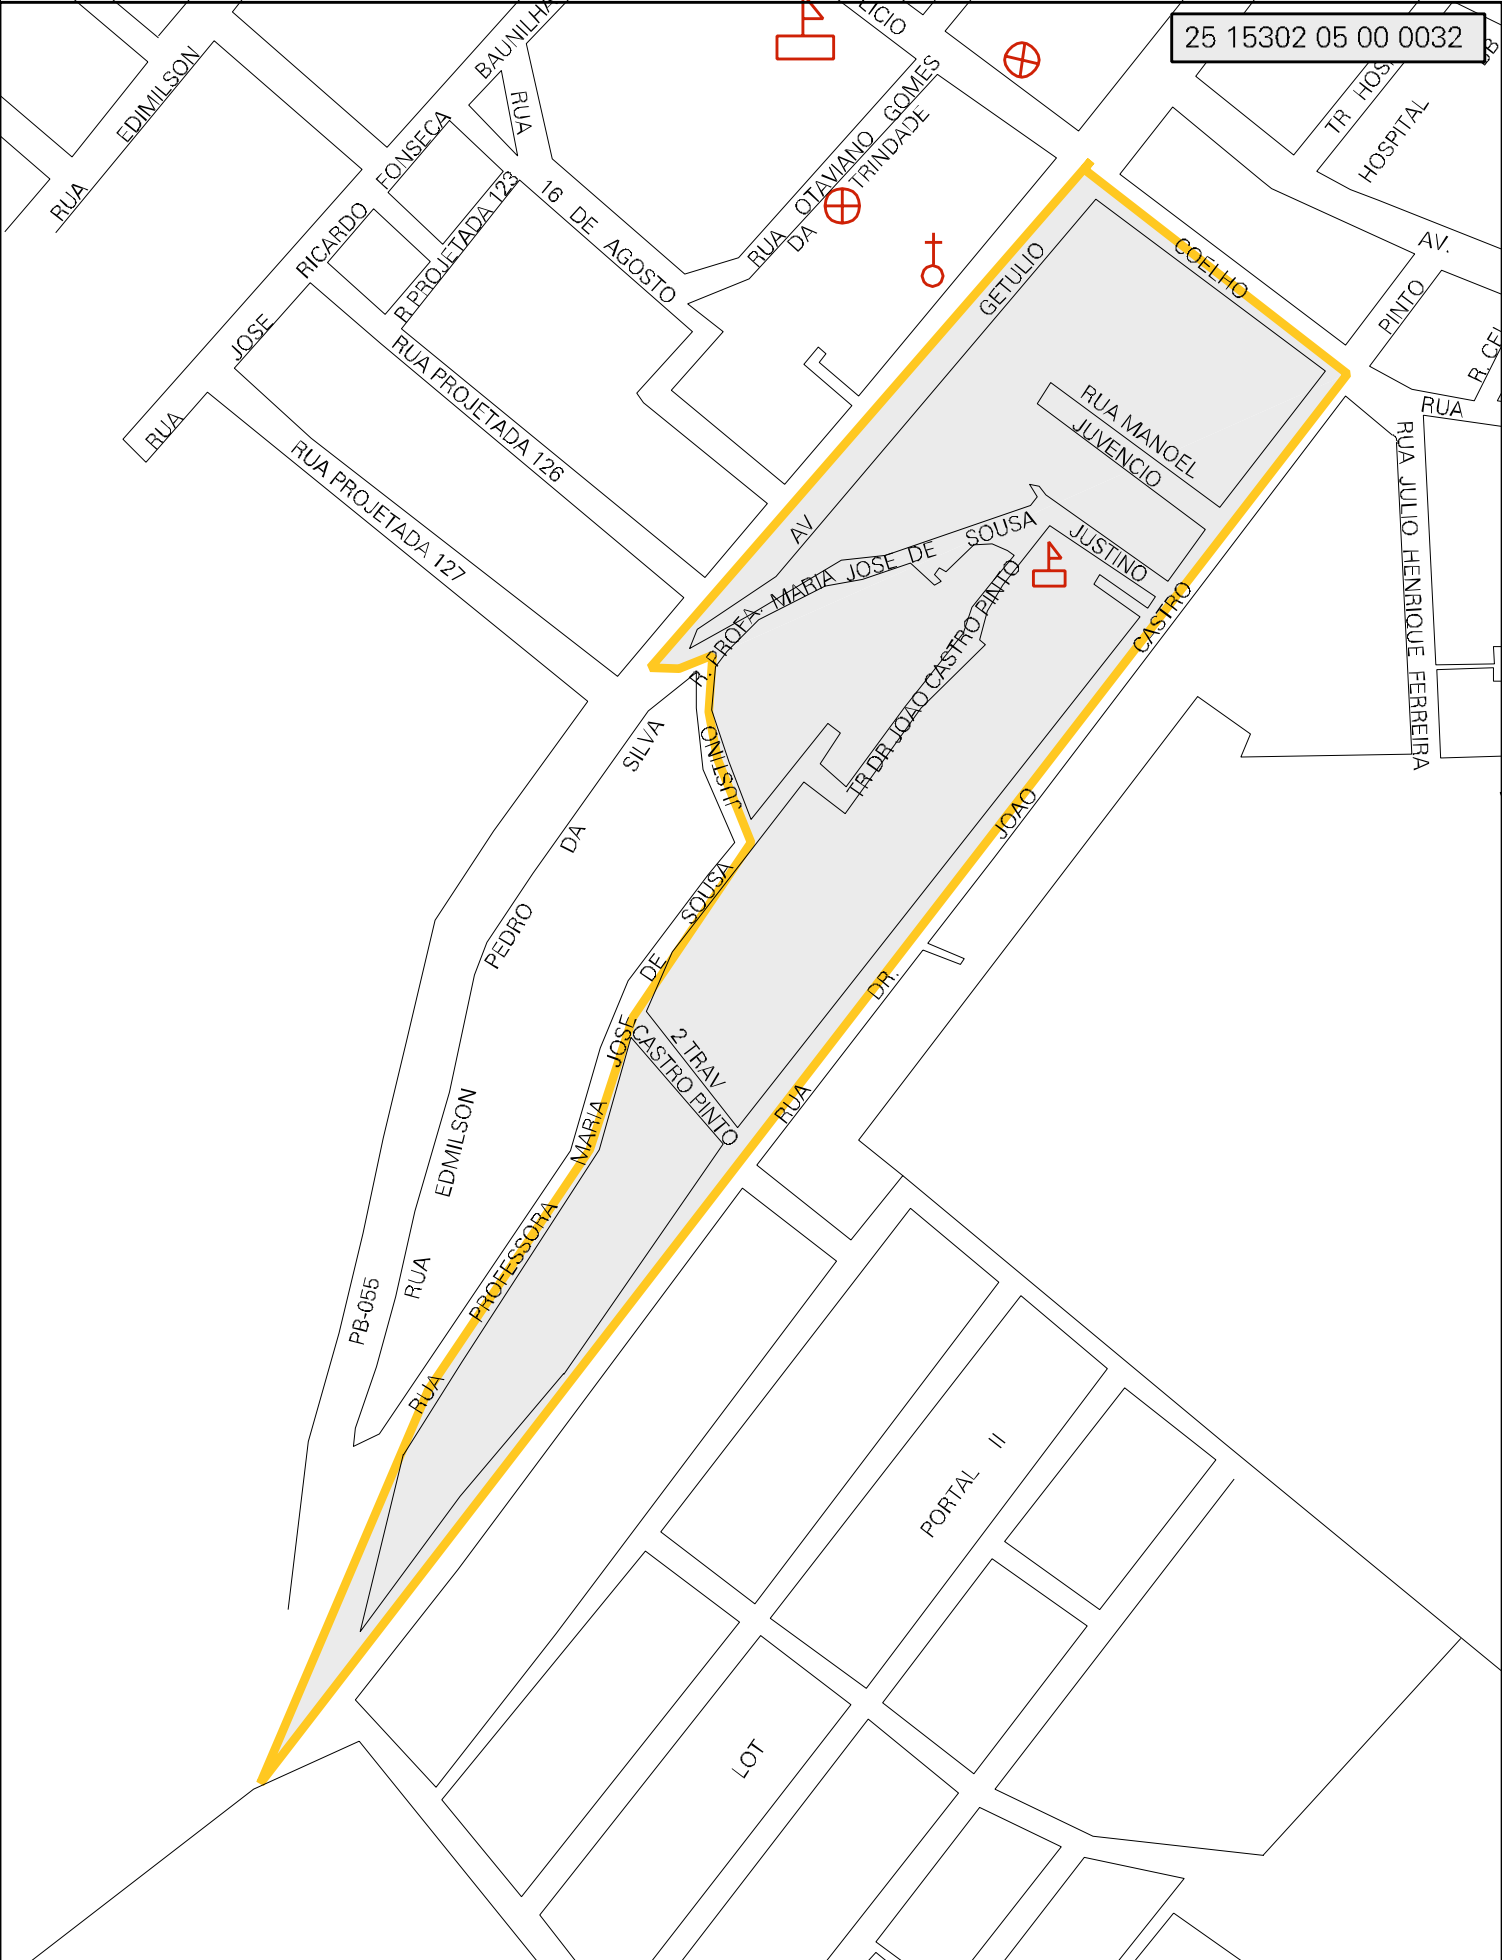 25 15302 05 00 0032
LICIO
BAUNILHA
RUA
EDIMILSON
RUA
FONSECA
RICARDO
JOSE
RUA
R PROJETADA 123
16 DE AGOSTO
RUA OTAVIANO GOMES
DA TRINDADE
TR HOSP
HOSPITAL
AV.
PINTO
RUA
COELHO
GETULIO
AV
RUA PROJETADA 126
RUA PROJETADA 127
RUA MANOEL
JUVENCIO
JUSTINO
R. PROFA. MARIA JOSE DE SOUSA
TR DR JOAO CASTRO PINTO
CASTRO
JOAO
DR.
RUA
RUA JULIO HENRIQUE FERREIRA
JUSTINO
SILVA
DA
PEDRO
EDMILSON
RUA
PB-055
SOUSA
DE
JOSE
MARIA
PROFESSORA
RUA
2 TRAV
CASTRO PINTO
PORTAL II
LOT